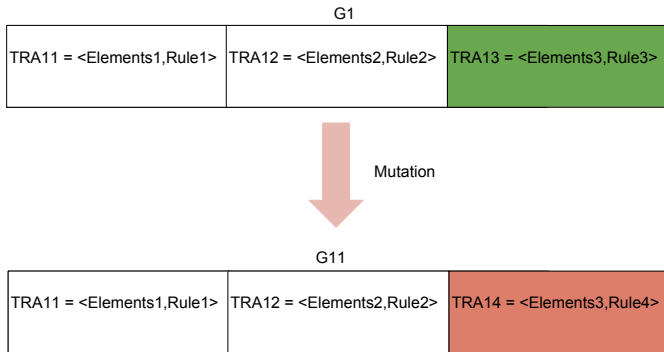 G1
TRA11 = <Elements1,Rule1> TRA12 = <Elements2,Rule2> TRA13 = <Elements3,Rule3>
Mutation
G11
TRA11 = <Elements1,Rule1> TRA12 = <Elements2,Rule2> TRA14 = <Elements3,Rule4>